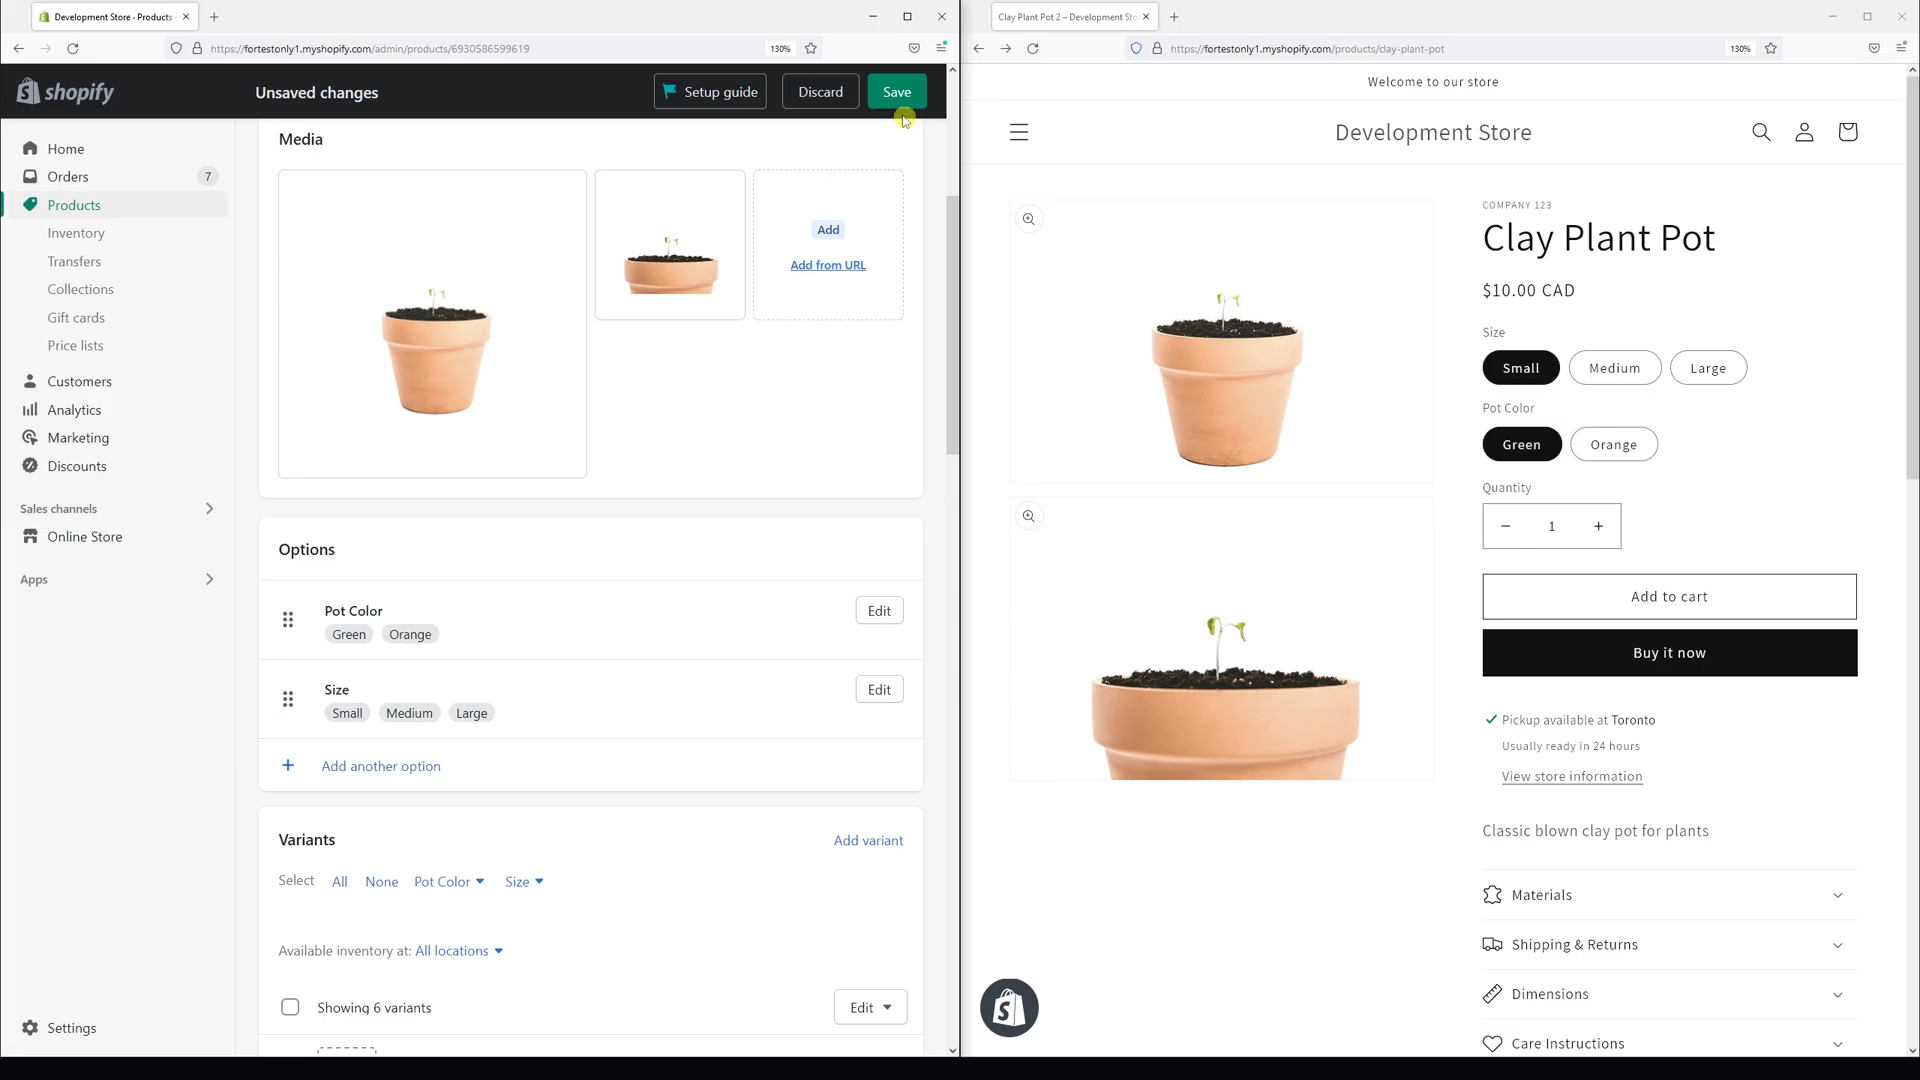 Development Store - Products -
https://fortestonly1.myshopify.com/admin/products/6930586599619
130%
shopify
Unsaved changes
Setup guide
Discard
Save
Home
Orders
7
Products
Inventory
Transfers
Collections
Gift cards
Price lists
Customers
Analytics
Marketing
Discounts
Sales channels
Online Store
Apps
Settings
Media
Add
Add from URL
Options
Pot Color
Edit
Green
Orange
Size
Edit
Small
Medium
Large
Add another option
Variants
Add variant
Select
All
None
Pot Color
Size
Available inventory at: All locations
Showing 6 variants
Edit
Clay Plant Pot 2 – Development Sto
https://fortestonly1.myshopify.com/products/clay-plant-pot
130%
Welcome to our store
Development Store
COMPANY 123
Clay Plant Pot
$10.00 CAD
Size
Small
Medium
Large
Pot Color
Green
Orange
Quantity
− 1 +
Add to cart
Buy it now
Pickup available at Toronto
Usually ready in 24 hours
View store information
Classic blown clay pot for plants
Materials
Shipping & Returns
Dimensions
Care Instructions